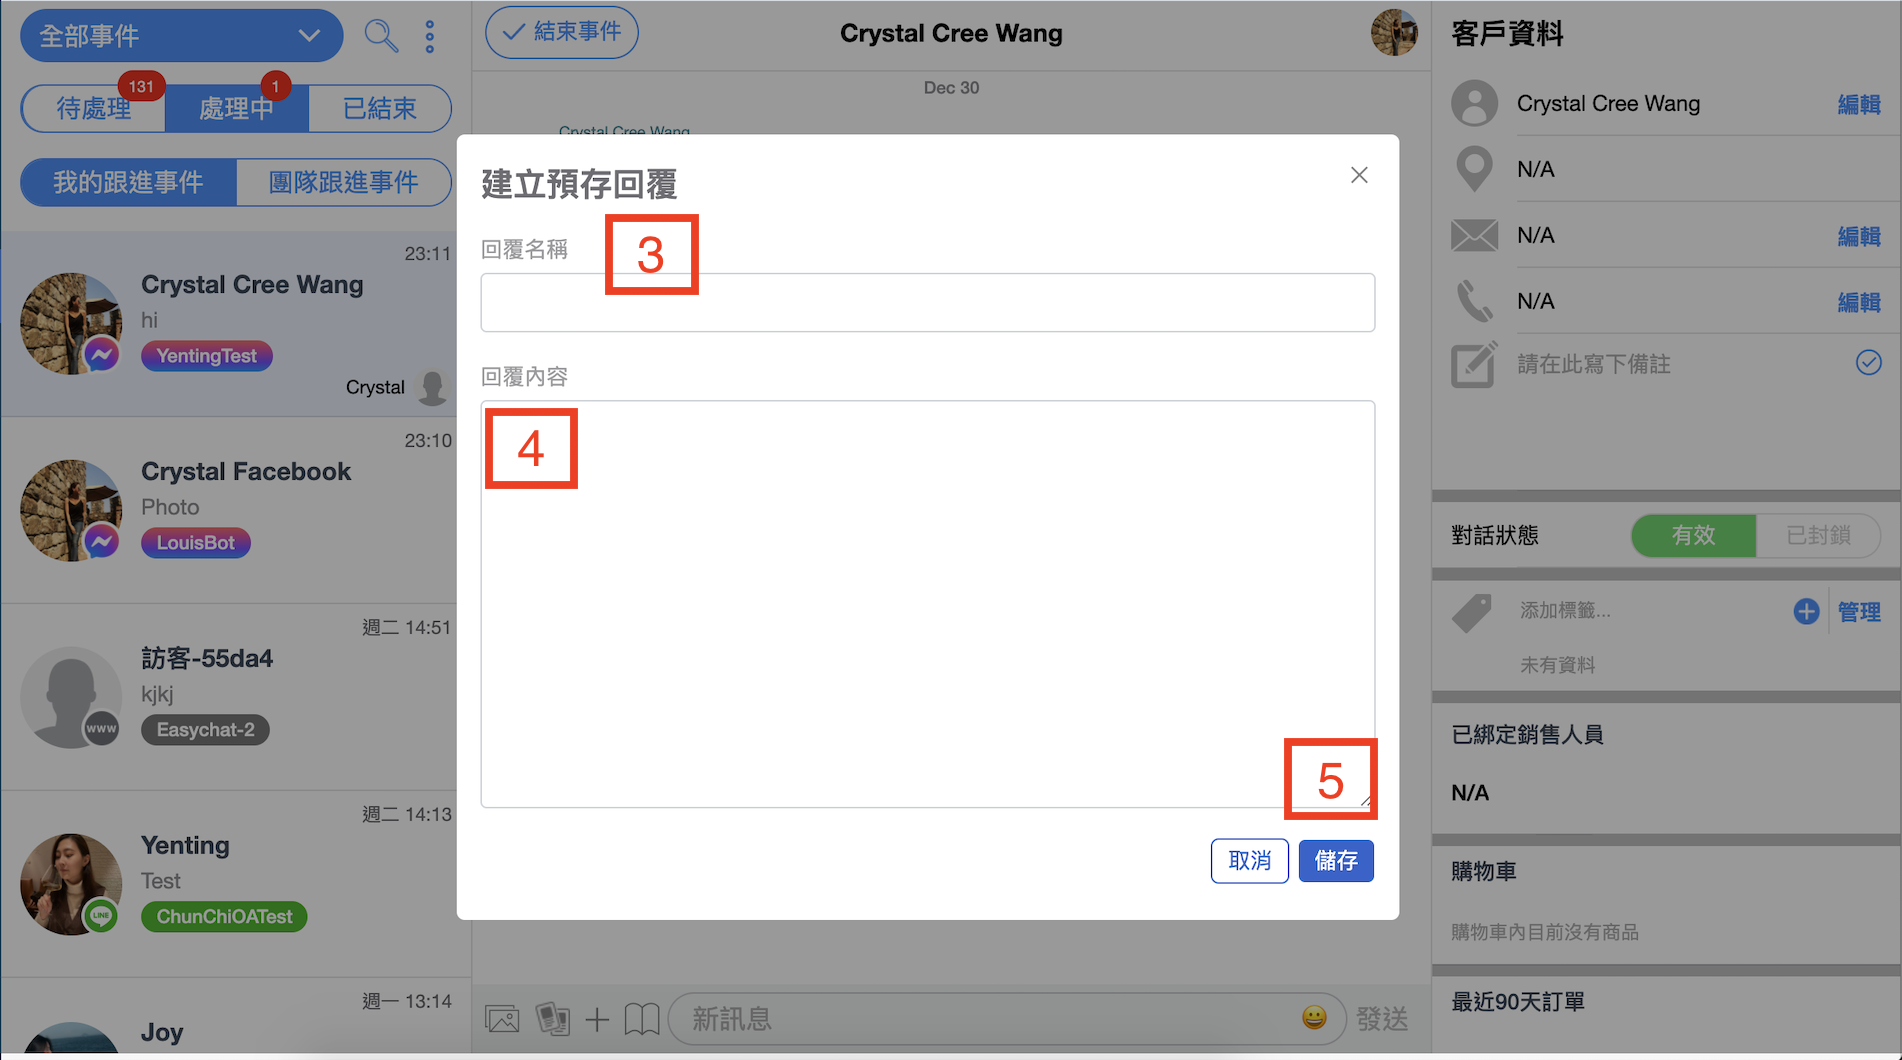 全部事件
待處理
131
處理中
1
已結束
我的跟進事件
團隊跟進事件
23:11
Crystal Cree Wang
hi
YentingTest
Crystal
23:10
Crystal Facebook
Photo
LouisBot
週二 14:51
訪客-55da4
kjkj
www
Easychat-2
週二 14:13
Yenting
Test
LINE
ChunChiOATest
週一 13:14
Joy
結束事件
Crystal Cree Wang
Dec 30
Crystal Cree Wang
建立預存回覆
回覆名稱
3
回覆內容
4
5
取消
儲存
新訊息
發送
客戶資料
Crystal Cree Wang
編輯
N/A
N/A
編輯
N/A
編輯
請在此寫下備註
對話狀態
有效
已封鎖
添加標籤...
管理
未有資料
已綁定銷售人員
N/A
購物車
購物車內目前沒有商品
最近90天訂單